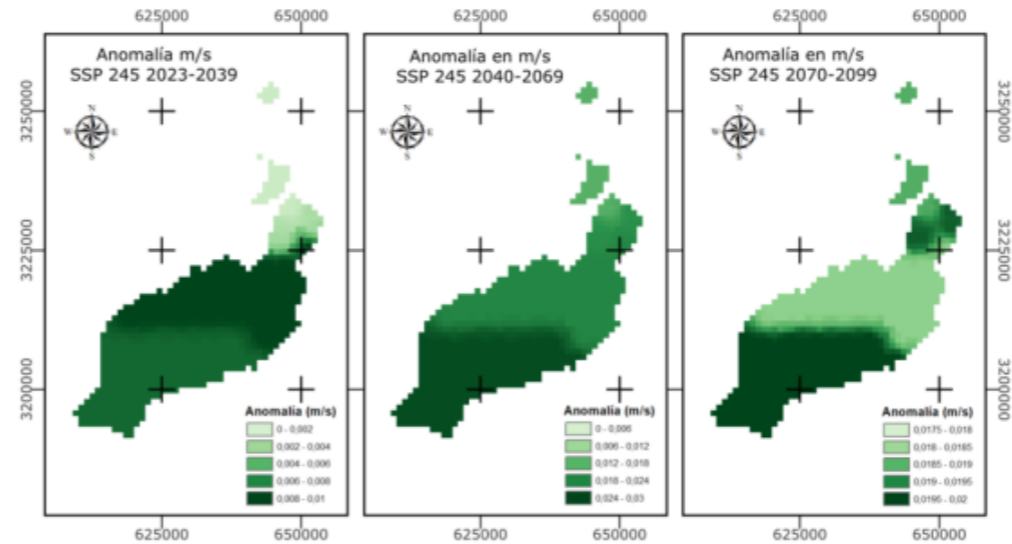 625000 650000 625000 650000 625000 650000
Anomalía m/s
SSP 245 2023-2039
Anomalía en m/s
SSP 245 2040-2069
Anomalía en m/s
SSP 245 2070-2099
3250000
3225000
3200000
N
W E
S
N
W E
S
N
W E
S
Anomalía (m/s)
0 - 0,002
0,002 - 0,004
0,004 - 0,006
0,006 - 0,008
0,008 - 0,01
Anomalía (m/s)
0 - 0,006
0,006 - 0,012
0,012 - 0,018
0,018 - 0,024
0,024 - 0,03
Anomalía (m/s)
0,0175 - 0,018
0,018 - 0,0185
0,0185 - 0,019
0,019 - 0,0195
0,0195 - 0,02
3250000
3225000
3200000
625000 650000 625000 650000 625000 650000